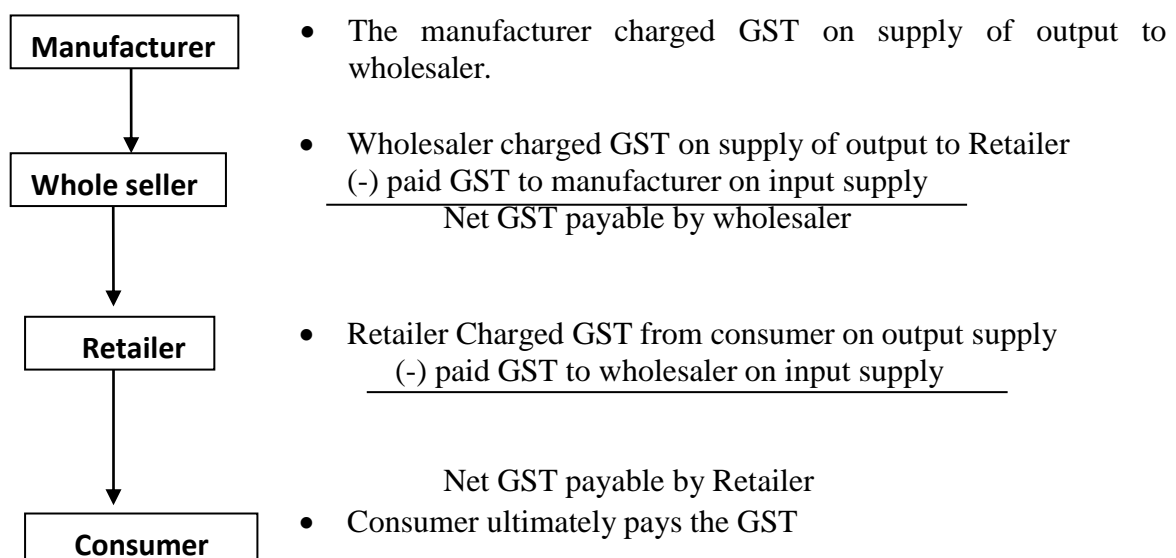 Manufacturer
• The manufacturer charged GST on supply of output to
wholesaler.
Whole seller
• Wholesaler charged GST on supply of output to Retailer
(-) paid GST to manufacturer on input supply
Net GST payable by wholesaler
Retailer
• Retailer Charged GST from consumer on output supply
(-) paid GST to wholesaler on input supply
Net GST payable by Retailer
Consumer
• Consumer ultimately pays the GST